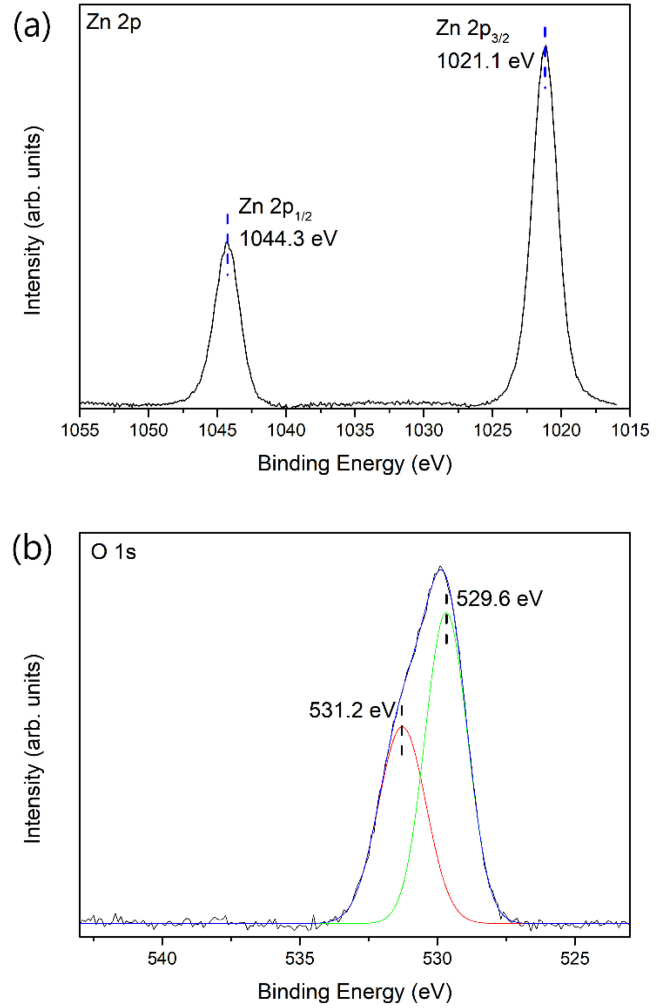 (a)
Zn 2p
Zn 2p3/2
1021.1 eV
Zn 2p1/2
1044.3 eV
Intensity (arb. units)
1055 1050 1045 1040 1035 1030 1025 1020 1015
Binding Energy (eV)
(b)
O 1s
529.6 eV
531.2 eV
Intensity (arb. units)
540 535 530 525
Binding Energy (eV)